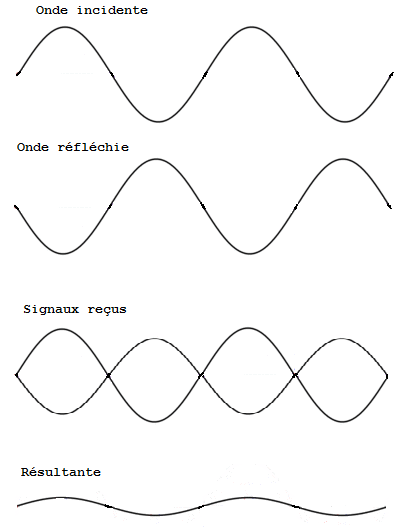 Onde incidente
Onde réfléchie
Signaux reçus
Résultante